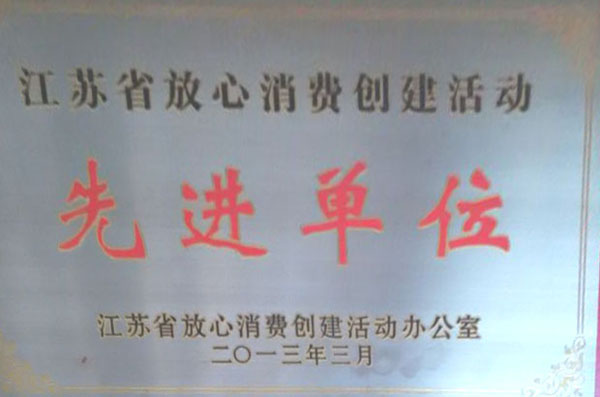 江苏省放心消费创建活动
先进单位
江苏省放心消费创建活动办公室
二〇一三年三月